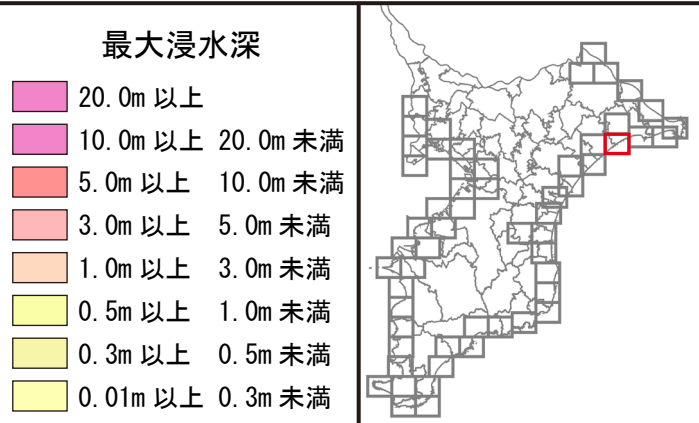 最大浸水深
20.0m 以上
10.0m 以上 20.0m 未満
5.0m 以上 10.0m 未満
3.0m 以上 5.0m 未満
1.0m 以上 3.0m 未満
0.5m 以上 1.0m 未満
0.3m 以上 0.5m 未満
0.01m 以上 0.3m 未満